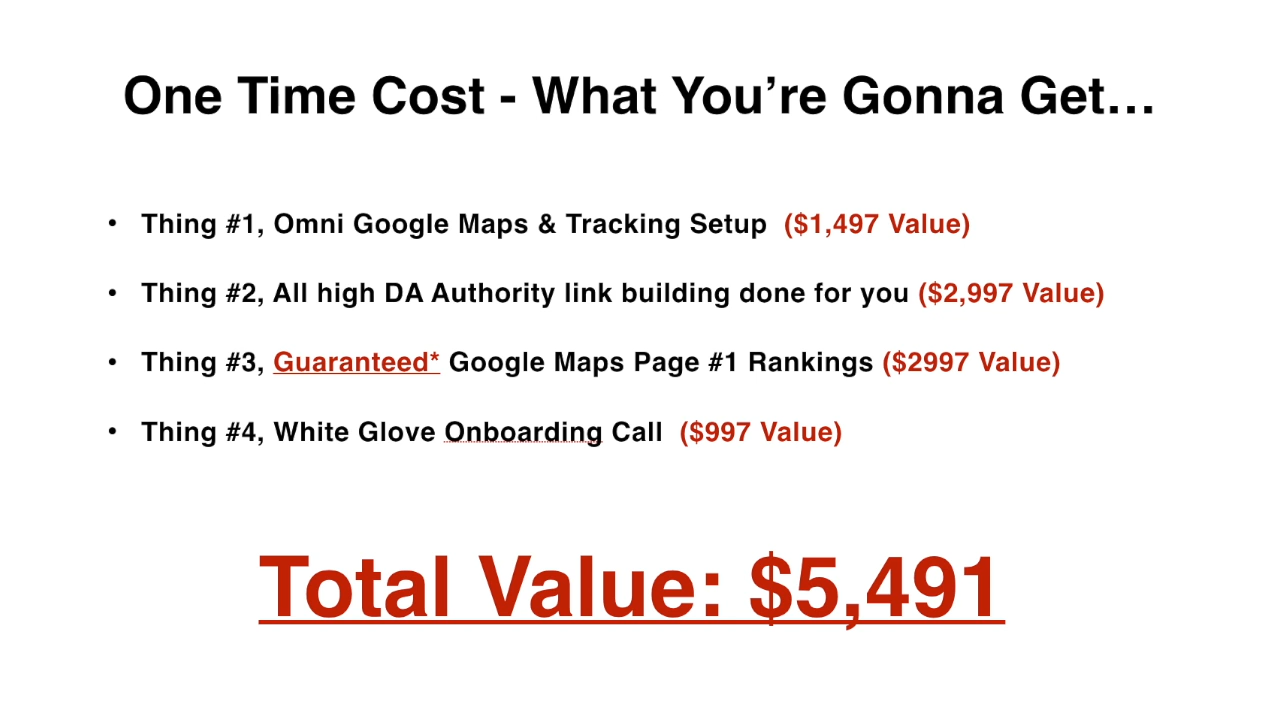 One Time Cost - What You’re Gonna Get…
• Thing #1, Omni Google Maps & Tracking Setup  ($1,497 Value)
• Thing #2, All high DA Authority link building done for you ($2,997 Value)
• Thing #3, Guaranteed* Google Maps Page #1 Rankings ($2997 Value)
• Thing #4, White Glove Onboarding Call  ($997 Value)
Total Value: $5,491